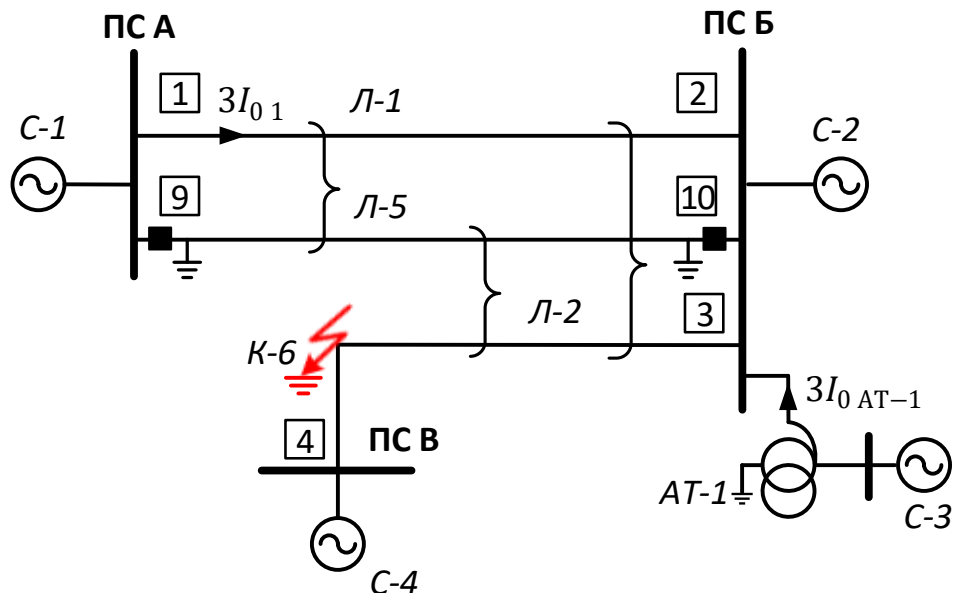 ПС А
ПС Б
1
3I₀ ₁
Л-1
2
С-1
С-2
9
Л-5
10
Л-2
3
К-6
3I₀ АТ−1
4
ПС В
АТ-1
С-3
С-4